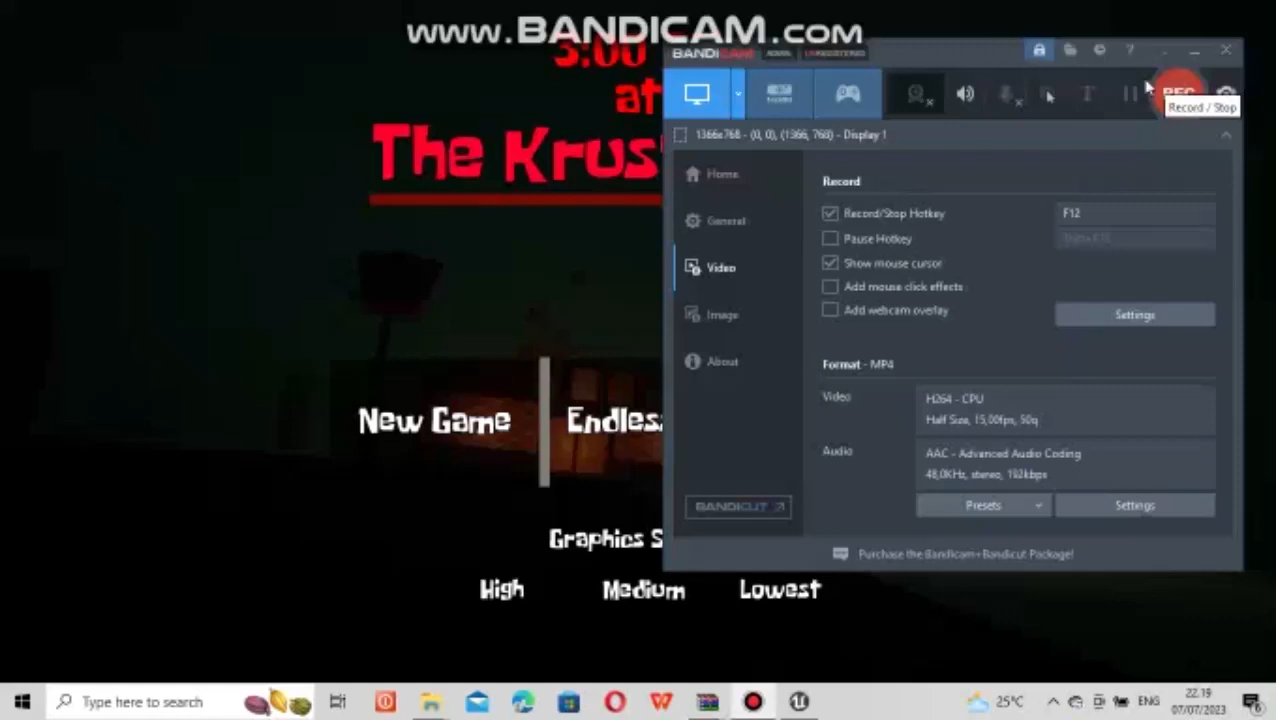 www.BANDICAM.com
3:00
at
The Krus
New Game
Endles
Graphics S
High
Medium
Lowest
BANDICAM
UNREGISTERED
REC
Record / Stop
1366x768 - (0, 0), (1366, 768) - Display 1
Home
General
Video
Image
About
BANDICUT
Record
Record/Stop Hotkey
F12
Pause Hotkey
Show mouse cursor
Add mouse click effects
Add webcam overlay
Settings
Format - MP4
Video
H264 - CPU
Half Size, 15,00fps, 50q
Audio
AAC - Advanced Audio Coding
48,0KHz, stereo, 192kbps
Presets
Settings
Purchase the Bandicam+Bandicut Package!
Type here to search
25°C
ENG
22.19
07/07/2023